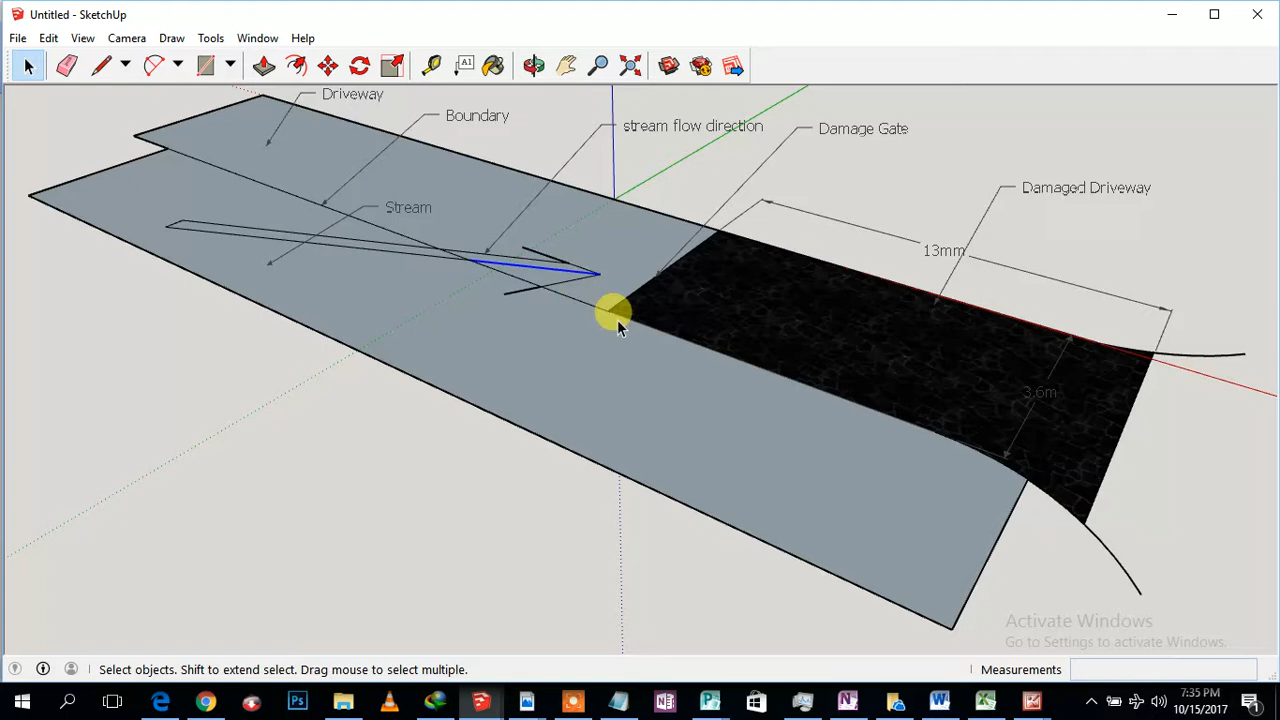 Untitled - SketchUp
File Edit View Camera Draw Tools Window Help
A1
Driveway
Boundary
stream flow direction
Damage Gate
Damaged Driveway
Stream
13mm
3.6m
Activate Windows
Go to Settings to activate Windows.
Select objects. Shift to extend select. Drag mouse to select multiple.
Measurements
7:35 PM
10/15/2017